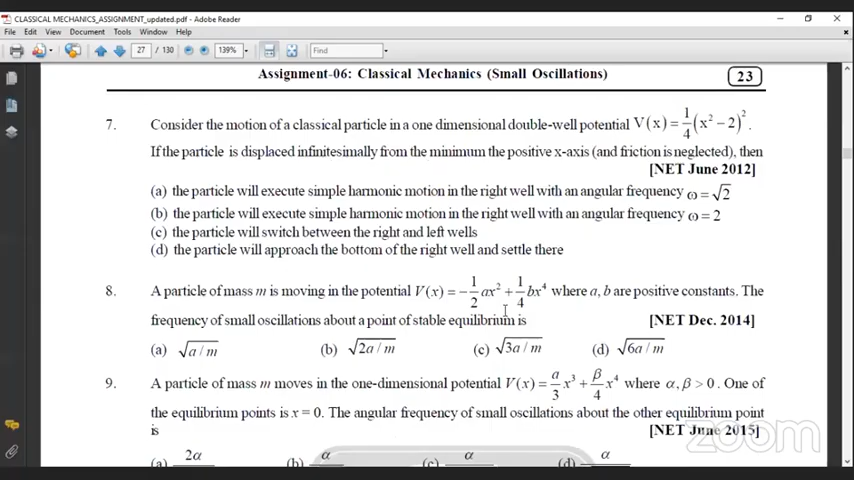 CLASSICAL MECHANICS_ASSIGNMENT_updated.pdf - Adobe Reader
File Edit View Document Tools Window Help
27 / 130 139% Find
Assignment-06: Classical Mechanics (Small Oscillations) 23
7. Consider the motion of a classical particle in a one dimensional double-well potential V(x) = 1/4 (x² − 2)².
If the particle is displaced infinitesimally from the minimum the positive x-axis (and friction is neglected), then
[NET June 2012]
(a) the particle will execute simple harmonic motion in the right well with an angular frequency ω = √2
(b) the particle will execute simple harmonic motion in the right well with an angular frequency ω = 2
(c) the particle will switch between the right and left wells
(d) the particle will approach the bottom of the right well and settle there
8. A particle of mass m is moving in the potential V(x) = −1/2 ax² + 1/4 bx⁴ where a, b are positive constants. The
frequency of small oscillations about a point of stable equilibrium is [NET Dec. 2014]
(a) √a / m (b) √2a / m (c) √3a / m (d) √6a / m
9. A particle of mass m moves in the one-dimensional potential V(x) = α/3 x³ + β/4 x⁴ where α, β > 0. One of
the equilibrium points is x = 0. The angular frequency of small oscillations about the other equilibrium point
is [NET June 2015]
zoom
(a) 2α (b) α (c) α (d) α